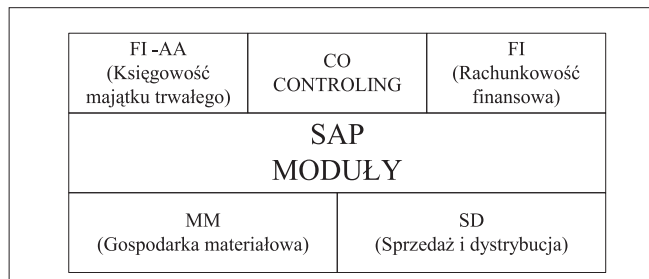 FI -AA
(Księgowość
majątku trwałego)
CO
CONTROLING
FI
(Rachunkowość
finansowa)
SAP
MODUŁY
MM
(Gospodarka materiałowa)
SD
(Sprzedaż i dystrybucja)